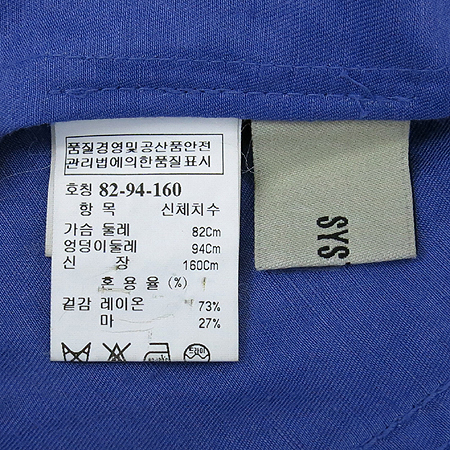 품질경영및공산품안전
관리법에의한품질표시
호칭 82-94-160
항 목 신체치수
가슴 둘레 82Cm
엉덩이둘레 94Cm
신 장 160Cm
혼 용 율 (%)
겉감 레이온 73%
마 27%
SYS